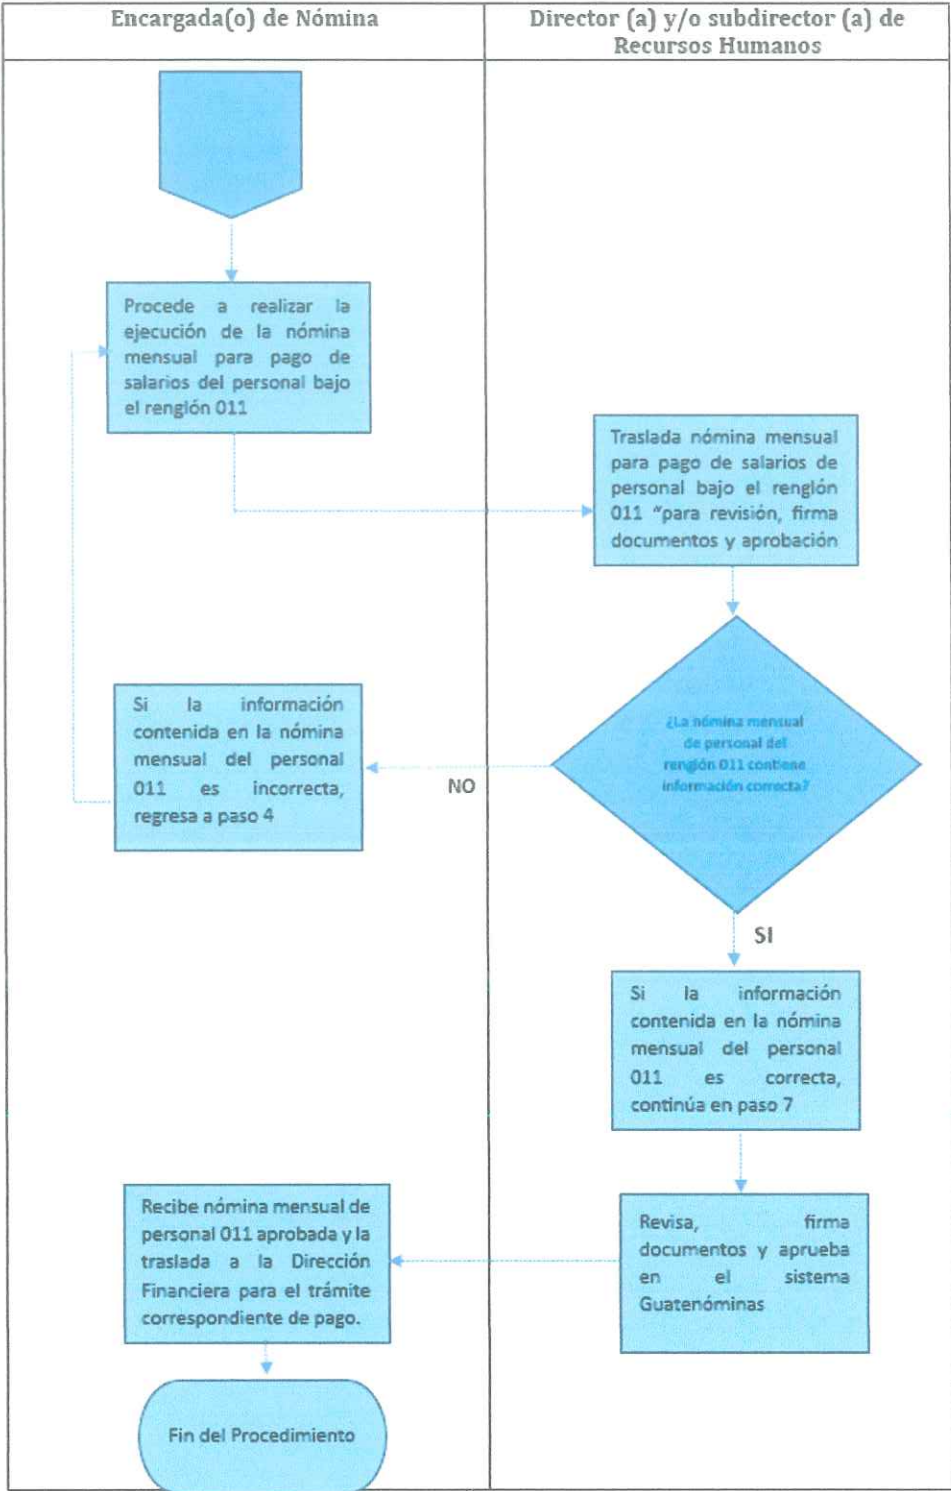 Encargada(o) de Nómina
Director (a) y/o subdirector (a) de
Recursos Humanos
Procede a realizar la
ejecución de la nómina
mensual para pago de
salarios del personal bajo
el renglón 011
Traslada nómina mensual
para pago de salarios de
personal bajo el renglón
011 "para revisión, firma
documentos y aprobación
¿La nómina mensual
de personal del
renglón 011 contiene
información correcta?
NO
Si la información
contenida en la nómina
mensual del personal
011 es incorrecta,
regresa a paso 4
SI
Si la información
contenida en la nómina
mensual del personal
011 es correcta,
continúa en paso 7
Revisa, firma
documentos y aprueba
en el sistema
Guatenóminas
Recibe nómina mensual de
personal 011 aprobada y la
traslada a la Dirección
Financiera para el trámite
correspondiente de pago.
Fin del Procedimiento